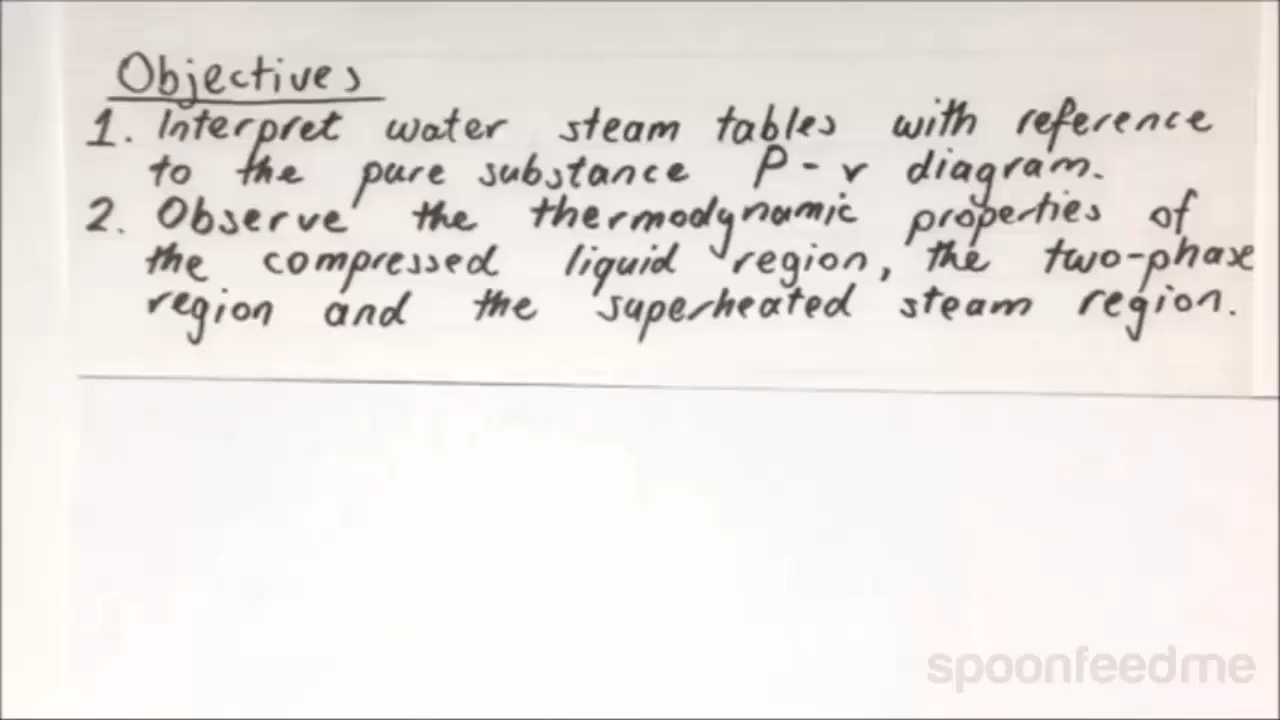 Objectives
1. Interpret water steam tables with reference
to the pure substance P-v diagram.
2. Observe the thermodynamic properties of
the compressed liquid region, the two-phase
region and the superheated steam region.
spoonfeedme